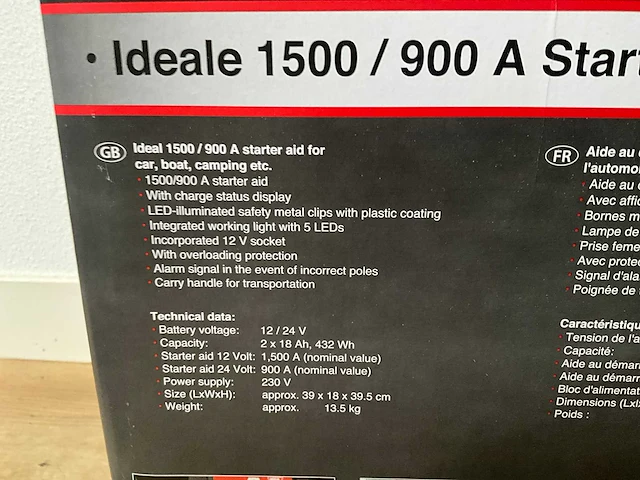 • Ideale 1500 / 900 A Star
GB Ideal 1500 / 900 A starter aid for
car, boat, camping etc.
• 1500/900 A starter aid
• With charge status display
• LED-illuminated safety metal clips with plastic coating
• Integrated working light with 5 LEDs
• Incorporated 12 V socket
• With overloading protection
• Alarm signal in the event of incorrect poles
• Carry handle for transportation
Technical data:
• Battery voltage: 12 / 24 V
• Capacity: 2 x 18 Ah, 432 Wh
• Starter aid 12 Volt: 1,500 A (nominal value)
• Starter aid 24 Volt: 900 A (nominal value)
• Power supply: 230 V
• Size (LxWxH): approx. 39 x 18 x 39.5 cm
• Weight: approx. 13.5 kg
FR Aide au
l'automo
• Aide au
• Avec affi
• Bornes m
• Lampe de
• Prise feme
• Avec prote
• Signal d'ala
• Poignée de
Caractéristiqu
• Tension de l'a
• Capacité:
• Aide au démar
• Aide au démar
• Bloc d'alimentat
• Dimensions (LxIx
• Poids :